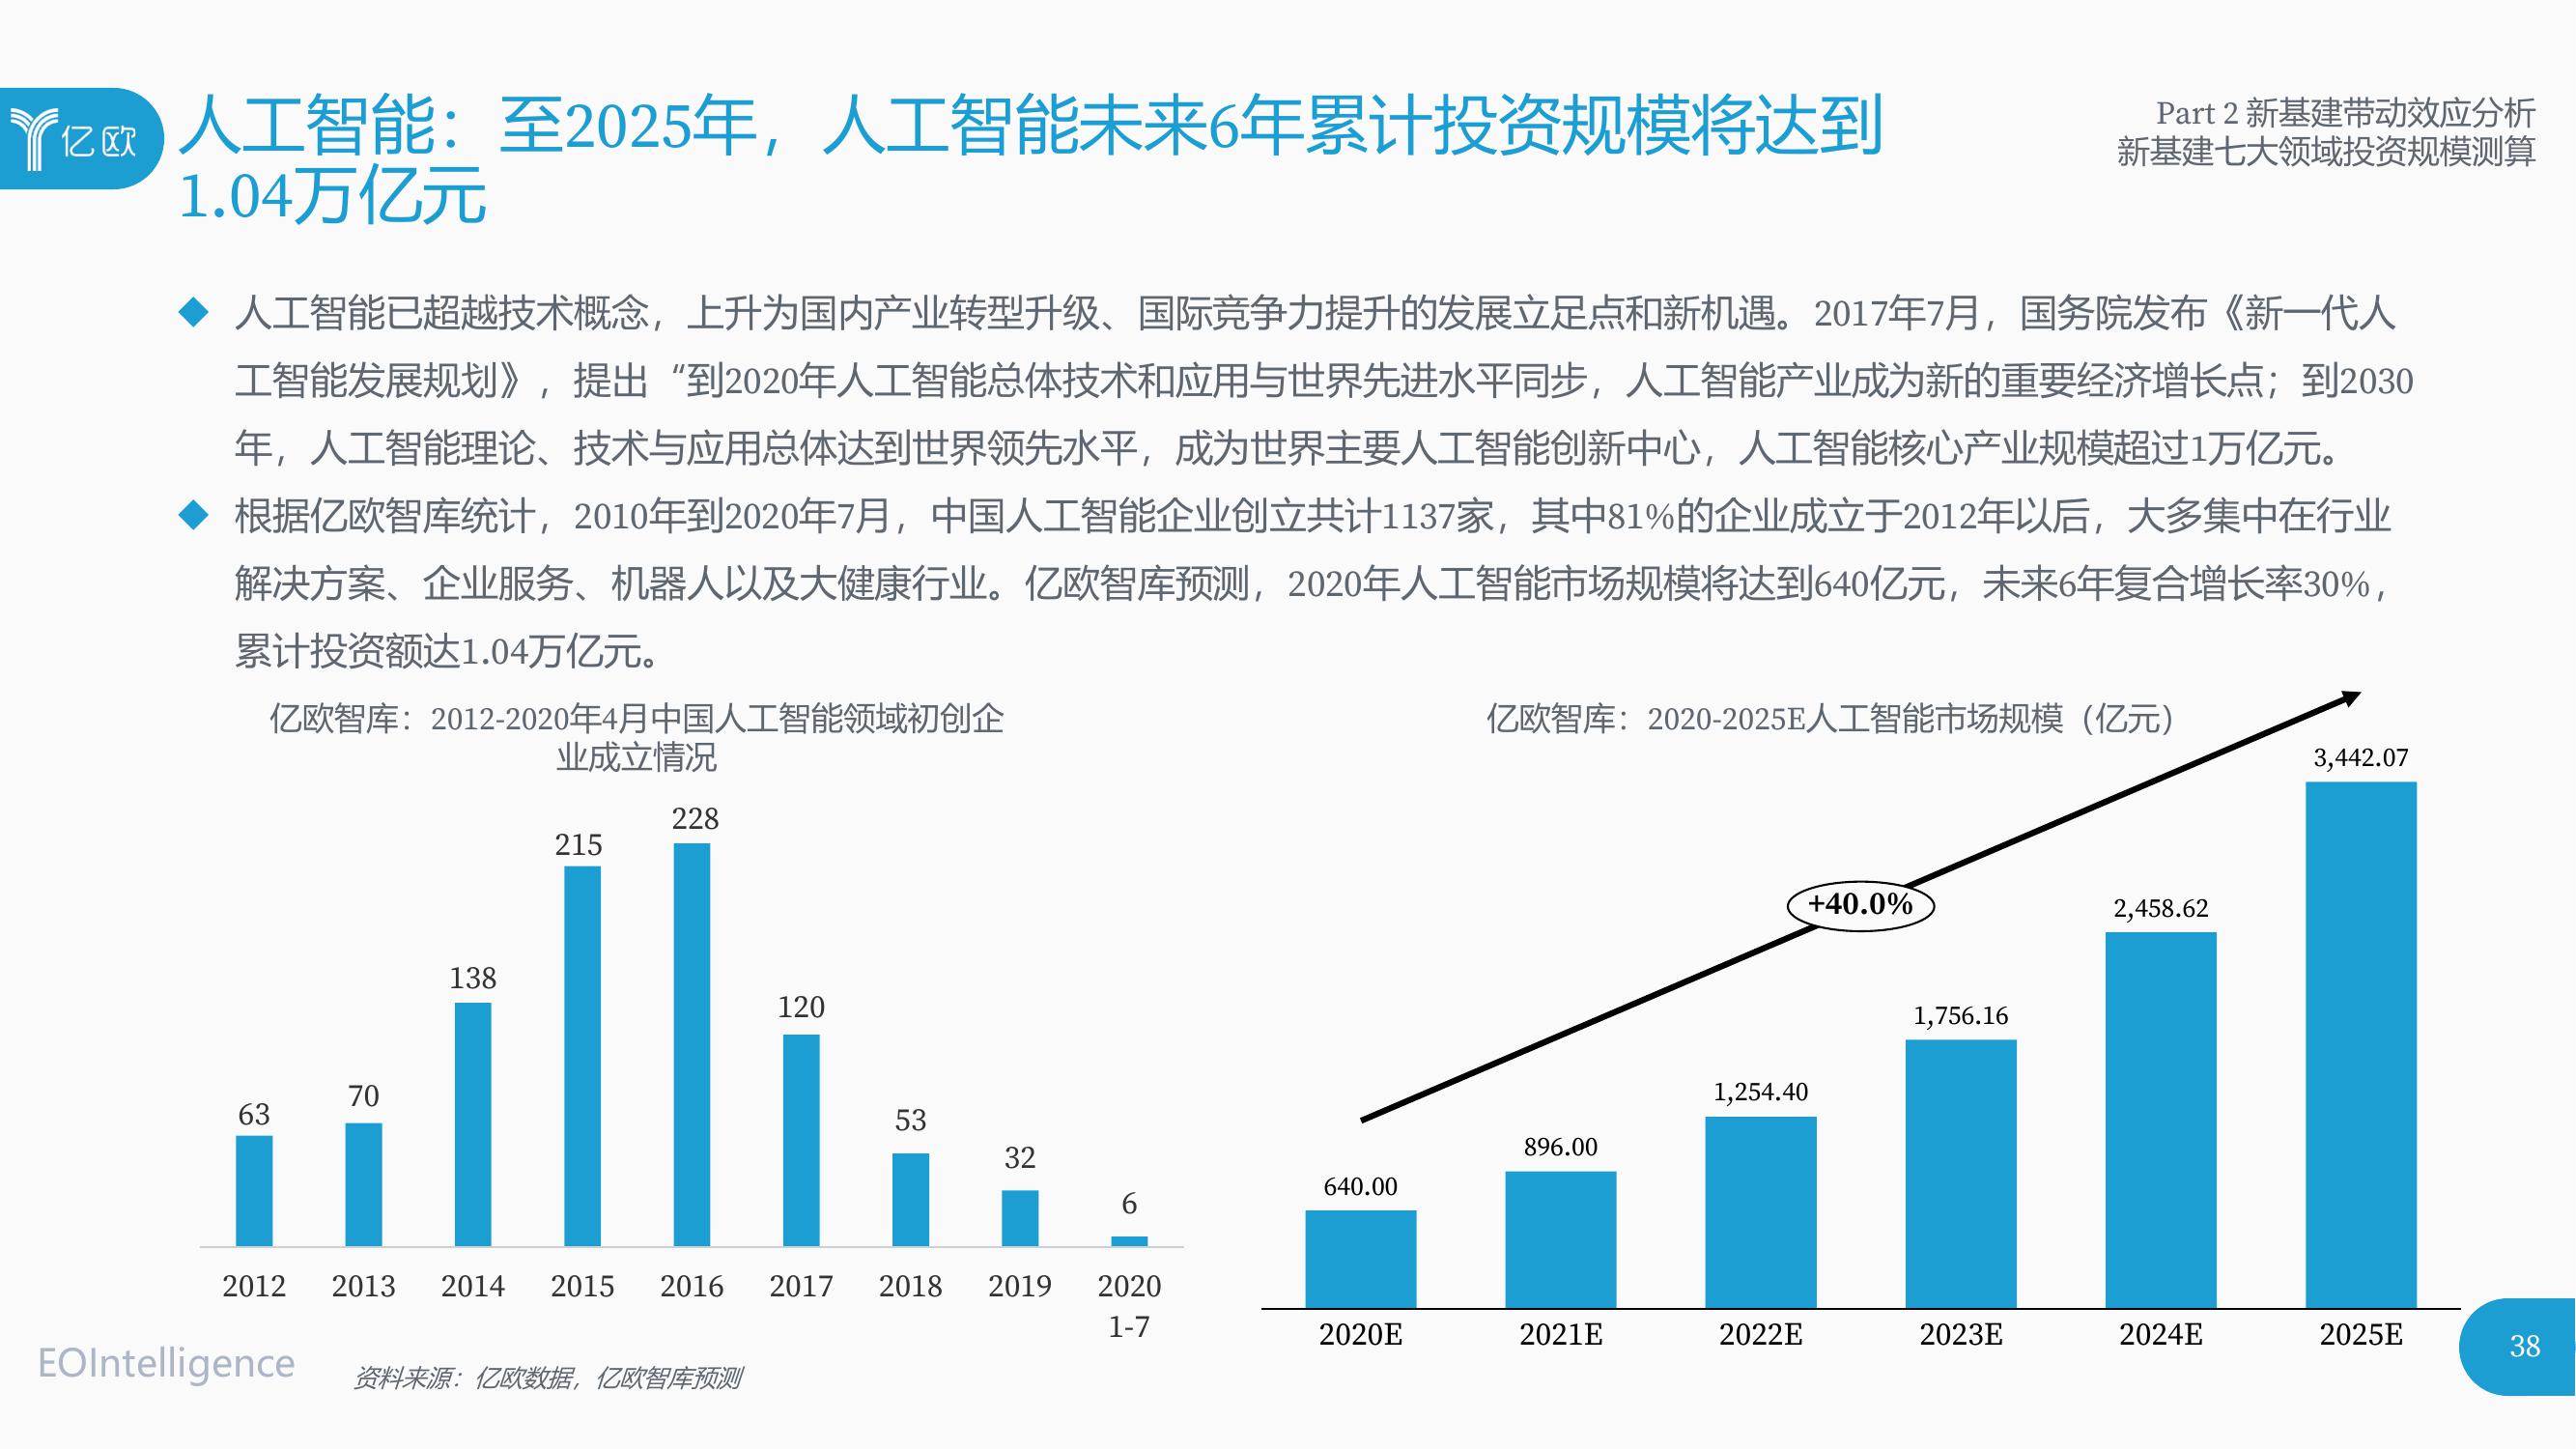 亿欧
人工智能：至2025年，人工智能未来6年累计投资规模将达到
1.04万亿元
Part 2 新基建带动效应分析
新基建七大领域投资规模测算
人工智能已超越技术概念，上升为国内产业转型升级、国际竞争力提升的发展立足点和新机遇。2017年7月，国务院发布《新一代人
工智能发展规划》，提出“到2020年人工智能总体技术和应用与世界先进水平同步，人工智能产业成为新的重要经济增长点；到2030
年，人工智能理论、技术与应用总体达到世界领先水平，成为世界主要人工智能创新中心，人工智能核心产业规模超过1万亿元。
根据亿欧智库统计，2010年到2020年7月，中国人工智能企业创立共计1137家，其中81%的企业成立于2012年以后，大多集中在行业
解决方案、企业服务、机器人以及大健康行业。亿欧智库预测，2020年人工智能市场规模将达到640亿元，未来6年复合增长率30%，
累计投资额达1.04万亿元。
亿欧智库：2012-2020年4月中国人工智能领域初创企
业成立情况
63
70
138
215
228
120
53
32
6
2012 2013 2014 2015 2016 2017 2018 2019 2020
1-7
亿欧智库：2020-2025E人工智能市场规模（亿元）
+40.0%
640.00
896.00
1,254.40
1,756.16
2,458.62
3,442.07
2020E 2021E 2022E 2023E 2024E 2025E
EOIntelligence
资料来源：亿欧数据，亿欧智库预测
38